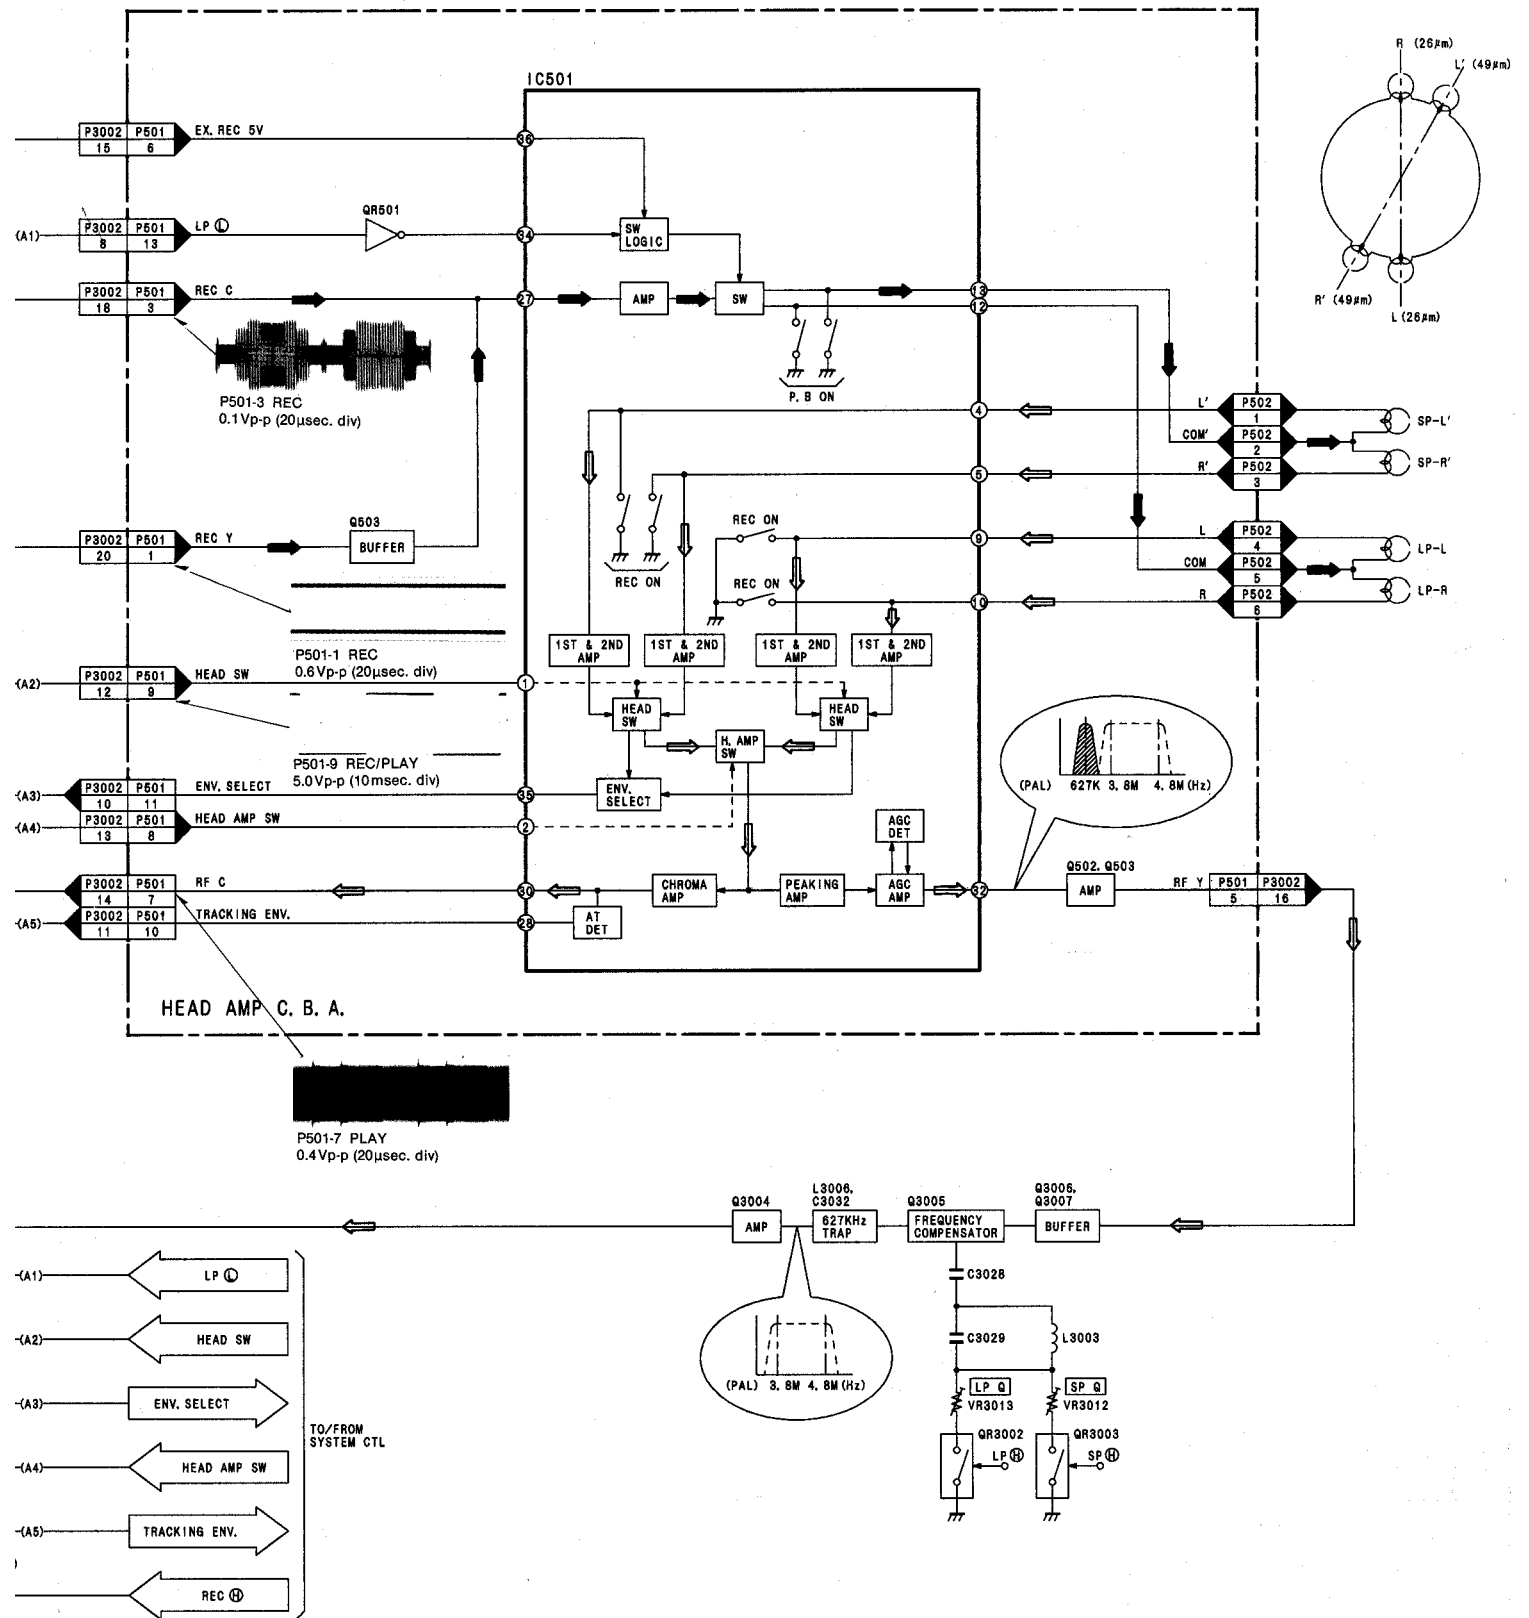 R (26μm)
L' (49μm)
R' (49μm)
L (26μm)
IC501
P3002 P501 EX. REC 5V
15 6
36
QR501
(A1) P3002 P501 LP Ⓛ
8 13
34
SW LOGIC
P3002 P501 REC C
18 3
27
AMP
SW
13
12
P501-3 REC
0.1Vp-p (20μsec. div)
P. B ON
4
L' P502
1
SP-L'
COM' P502
2
5
R' P502
3
SP-R'
P3002 P501 REC Y
20 1
Q503
BUFFER
REC ON
REC ON
REC ON
9
L P502
4
LP-L
COM P502
5
10
R P502
6
LP-R
P501-1 REC
0.6Vp-p (20μsec. div)
1ST & 2ND AMP
1ST & 2ND AMP
1ST & 2ND AMP
1ST & 2ND AMP
(A2) P3002 P501 HEAD SW
12 9
1
HEAD SW
H. AMP SW
HEAD SW
P501-9 REC/PLAY
5.0Vp-p (10msec. div)
(A3) P3002 P501 ENV. SELECT
10 11
35
ENV. SELECT
(A4) P3002 P501 HEAD AMP SW
13 8
2
AGC DET
(PAL) 627K 3. 8M 4. 8M (Hz)
P3002 P501 RF C
14 7
30
CHROMA AMP
PEAKING AMP
AGC AMP
32
Q502. Q503
AMP
RF Y P501 P3002
5 16
(A5) P3002 P501 TRACKING ENV.
11 10
28
AT DET
HEAD AMP C. B. A.
P501-7 PLAY
0.4Vp-p (20μsec. div)
Q3004
AMP
L3006. C3032
627KHz TRAP
Q3005
FREQUENCY COMPENSATOR
Q3006, Q3007
BUFFER
(PAL) 3. 8M 4. 8M (Hz)
C3028
C3029
L3003
LP Q
VR3013
SP Q
VR3012
QR3002
LP Ⓗ
QR3003
SP Ⓗ
(A1) LP Ⓛ
(A2) HEAD SW
(A3) ENV. SELECT
TO/FROM
SYSTEM CTL
(A4) HEAD AMP SW
(A5) TRACKING ENV.
REC Ⓗ